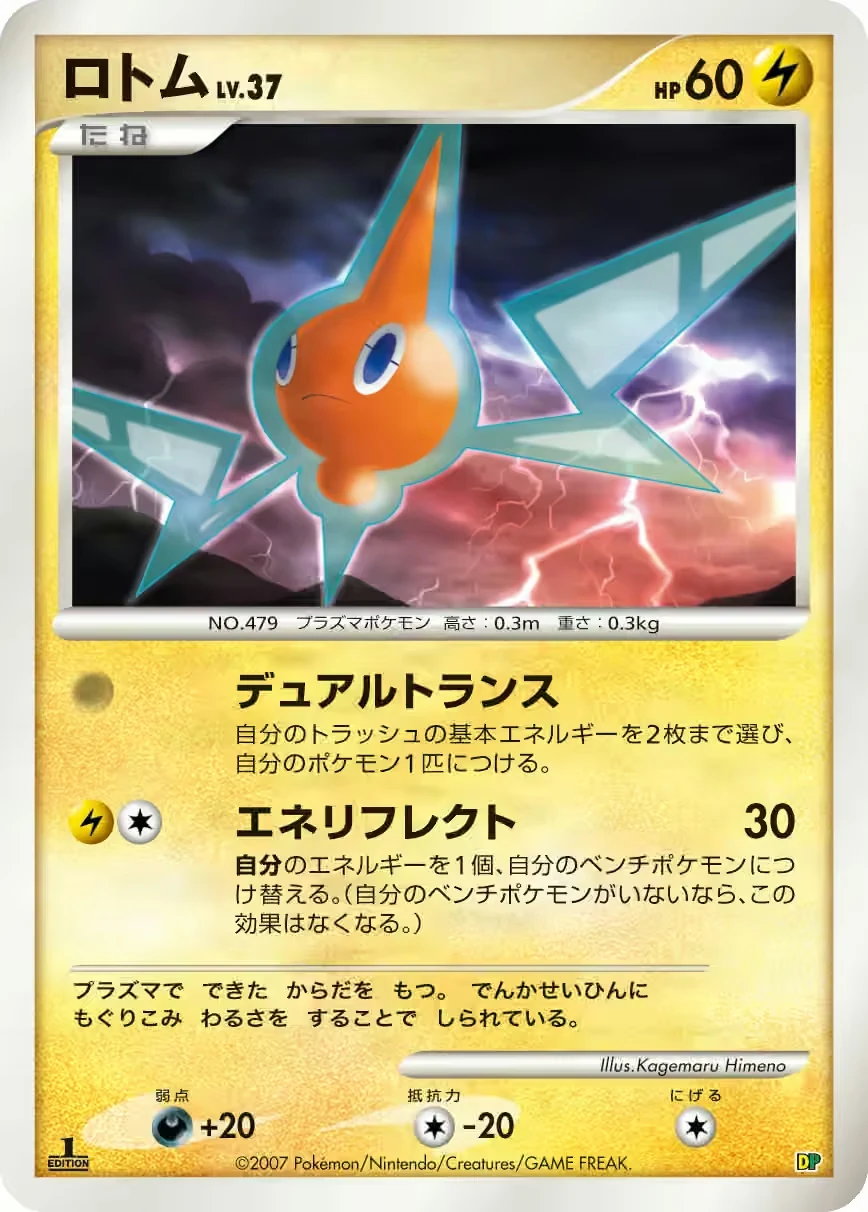 ロトムLV.37 HP60
たね
NO.479 プラズマポケモン 高さ:0.3m 重さ:0.3kg
デュアルトランス
自分のトラッシュの基本エネルギーを2枚まで選び、
自分のポケモン1匹につける。
エネリフレクト 30
自分のエネルギーを1個、自分のベンチポケモンにつ
け替える。(自分のベンチポケモンがいないなら、この
効果はなくなる。)
プラズマで できた からだを もつ。 でんかせいひんに
もぐりこみ わるさを することで しられている。
Illus.Kagemaru Himeno
弱点 抵抗力 にげる
+20 -20
1
EDITION
©2007 Pokémon/Nintendo/Creatures/GAME FREAK.
DP